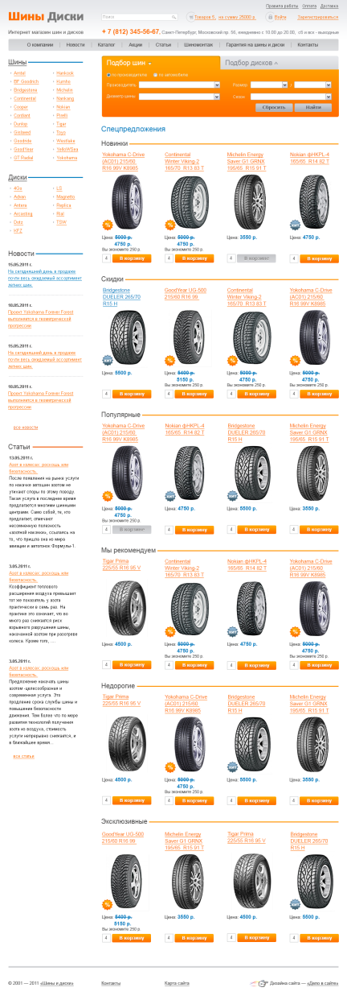 Правила работы Оплата Доставка
Шины Диски
Поиск
Товаров 5, на сумму 25000 р.
Войти
Зарегистрироваться
Интернет магазин шин и дисков
+ 7 (812) 345-56-67, Санкт-Петербург, Московский пр. 50, ежедневно с 10.00 до 20.00, сб и вск - выходные
О компании Новости Каталог Акции Статьи Шиномонтаж Гарантия на шины и диски Контакты
Шины
Amtel
BF Goodrich
Bridgestone
Continental
Cooper
Cordiant
Dunlop
Gislaved
Goodride
GoodYear
GT-Radial
Hankook
Kumho
Michelin
Nankang
Nokian
Pirelli
Tigar
Toyo
Westlake
YellowSea
Yokohama
Диски
4Go
Advan
Antera
Arcasting
Dotz
KFZ
LS
Magnetto
Replica
Rial
TSW
Новости
15.05.2011 г.
На сегодняшний день в продаже
почти весь ожидаемый ассортимент
летних шин.
10.05.2011 г.
Проект Yokohama Forever Forest
выполняется в геометрической
прогрессии
15.05.2011 г.
На сегодняшний день в продаже
почти весь ожидаемый ассортимент
летних шин.
10.05.2011 г.
Проект Yokohama Forever Forest
выполняется в геометрической
прогрессии.
все новости
Статьи
13.05.2011 г.
Азот в колесах: роскошь или
безопасность.
После появления на рынке услуги
по накачке автошин азотом не
утихают споры по этому поводу.
Такая услуга в последнее время
предлагается многими шинными
центрами. Само собой, те, кто
предлагает, отмечают
несомненную полезность
«азотной накачки», ссылаясь на
то, что пришла она из мира
авиации и автогонок Формулы-1.
3.05.2011 г.
Азот в колесах: роскошь или
безопасность.
Коэффициент теплового
расширения воздуха превышает
тот же показатель у азота
практически в семь раз. На
практике это означает, что во
много раз снижается риск
взрывного разрушения шины,
накачанной азотом при разогреве
колеса. Кроме того, ...
3.05.2011 г.
Азот в колесах: роскошь или
безопасность.
Предложение накачать шины
азотом -целесообразная и
современная услуга. Это
продление срока службы шины и
повышение безопасности
движения. Тем более что по мере
развития технологий получения
азота из воздуха, стоимость
услуги непрерывно снижается, и
в ближайшее время...
все статьи
Подбор шин
Подбор дисков
по производителю по автомобилю
Производитель:
Размер:
Диаметр шины:
Сезон:
Сбросить Найти
Спецпредложения
Новинки
Yokohama C-Drive
(AC01) 215/60
R16 99V K8985
Цена: 5000 р.
4750 р.
Вы экономите 250 р.
4 В корзину
Continental
Winter Viking-2
165/70 R13 83 T
Цена: 5000 р.
4750 р.
Вы экономите 250 р.
4 В корзину
Michelin Energy
Saver G1 GRNX
195/65 R15 91 T
Цена: 3550 р.
4 В корзине
Nokian фHKPL-4
165/65 R14 82 T
хит
Цена: 4750 р.
4 В корзину
Скидки
Bridgestone
DUELER 265/70
R15 H
хит
Цена: 5500 р.
4 В корзину
GoodYear UG-500
215/60 R16 99
Цена: 5400 р.
5150 р.
Вы экономите 250 р.
4 В корзину
Continental
Winter Viking-2
165/70 R13 83 T
Цена: 5000 р.
4750 р.
Вы экономите 250 р.
4 В корзину
Yokohama C-Drive
(AC01) 215/60
R16 99V K8985
Цена: 5000 р.
4750 р.
Вы экономите 250 р.
4 В корзину
Популярные
Yokohama C-Drive
(AC01) 215/60
R16 99V K8985
Цена: 5000 р.
4750 р.
Вы экономите 250 р.
4 В корзине
Nokian фHKPL-4
165/65 R14 82 T
хит
Цена: 4750 р.
4 В корзину
Bridgestone
DUELER 265/70
R15 H
хит
Цена: 5500 р.
4 В корзину
Michelin Energy
Saver G1 GRNX
195/65 R15 91 T
Цена: 3550 р.
4 В корзину
Мы рекомендуем
Tigar Prima
225/55 R16 95 V
Цена: 4500 р.
4 В корзину
Continental
Winter Viking-2
165/70 R13 83 T
Цена: 5000 р.
4750 р.
Вы экономите 250 р.
4 В корзину
Nokian фHKPL-4
165/65 R14 82 T
хит
Цена: 4750 р.
4 В корзину
Yokohama C-Drive
(AC01) 215/60
R16 99V K8985
Цена: 5000 р.
4750 р.
Вы экономите 250 р.
4 В корзину
Недорогие
Tigar Prima
225/55 R16 95 V
Цена: 4500 р.
4 В корзину
Yokohama C-Drive
(AC01) 215/60
R16 99V K8985
Цена: 5000 р.
4750 р.
Вы экономите 250 р.
4 В корзину
Bridgestone
DUELER 265/70
R15 H
хит
Цена: 5500 р.
4 В корзину
Michelin Energy
Saver G1 GRNX
195/65 R15 91 T
Цена: 3550 р.
4 В корзину
Эксклюзивные
GoodYear UG-500
215/60 R16 99
Цена: 5400 р.
5150 р.
Вы экономите 250 р.
4 В корзину
Michelin Energy
Saver G1 GRNX
195/65 R15 91 T
Цена: 3550 р.
4 В корзину
Tigar Prima
225/55 R16 95 V
Цена: 4500 р.
4 В корзину
Bridgestone
DUELER 265/70
R15 H
хит
Цена: 5500 р.
4 В корзину
© 2001 — 2011 «Шины и диски»
Контакты
Карта сайта
Дизайна сайта — «Депо в сайте»